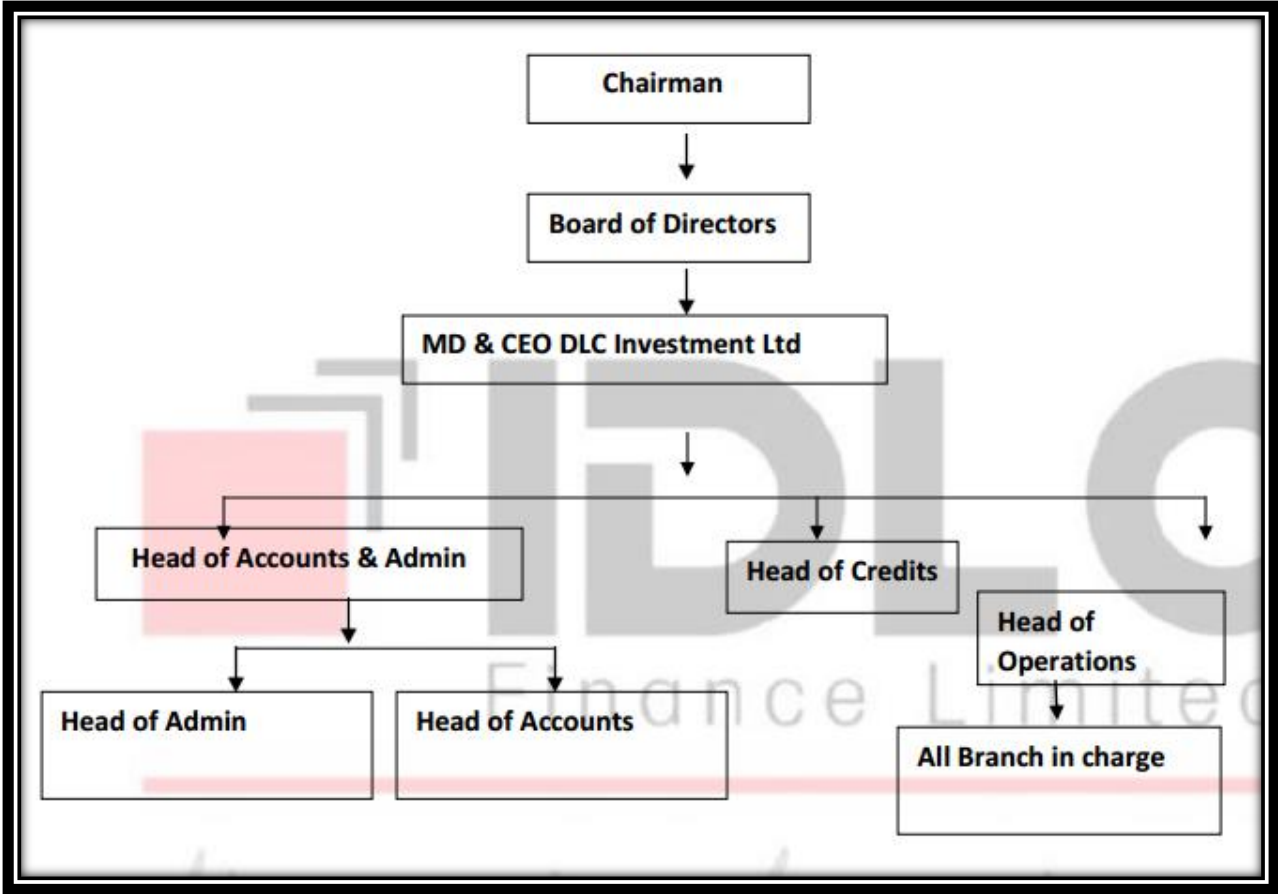 Chairman
Board of Directors
MD & CEO DLC Investment Ltd
IDLC
Head of Accounts & Admin
Head of Credits
Head of
Operations
Finance Limited
Head of Admin
Head of Accounts
All Branch in charge